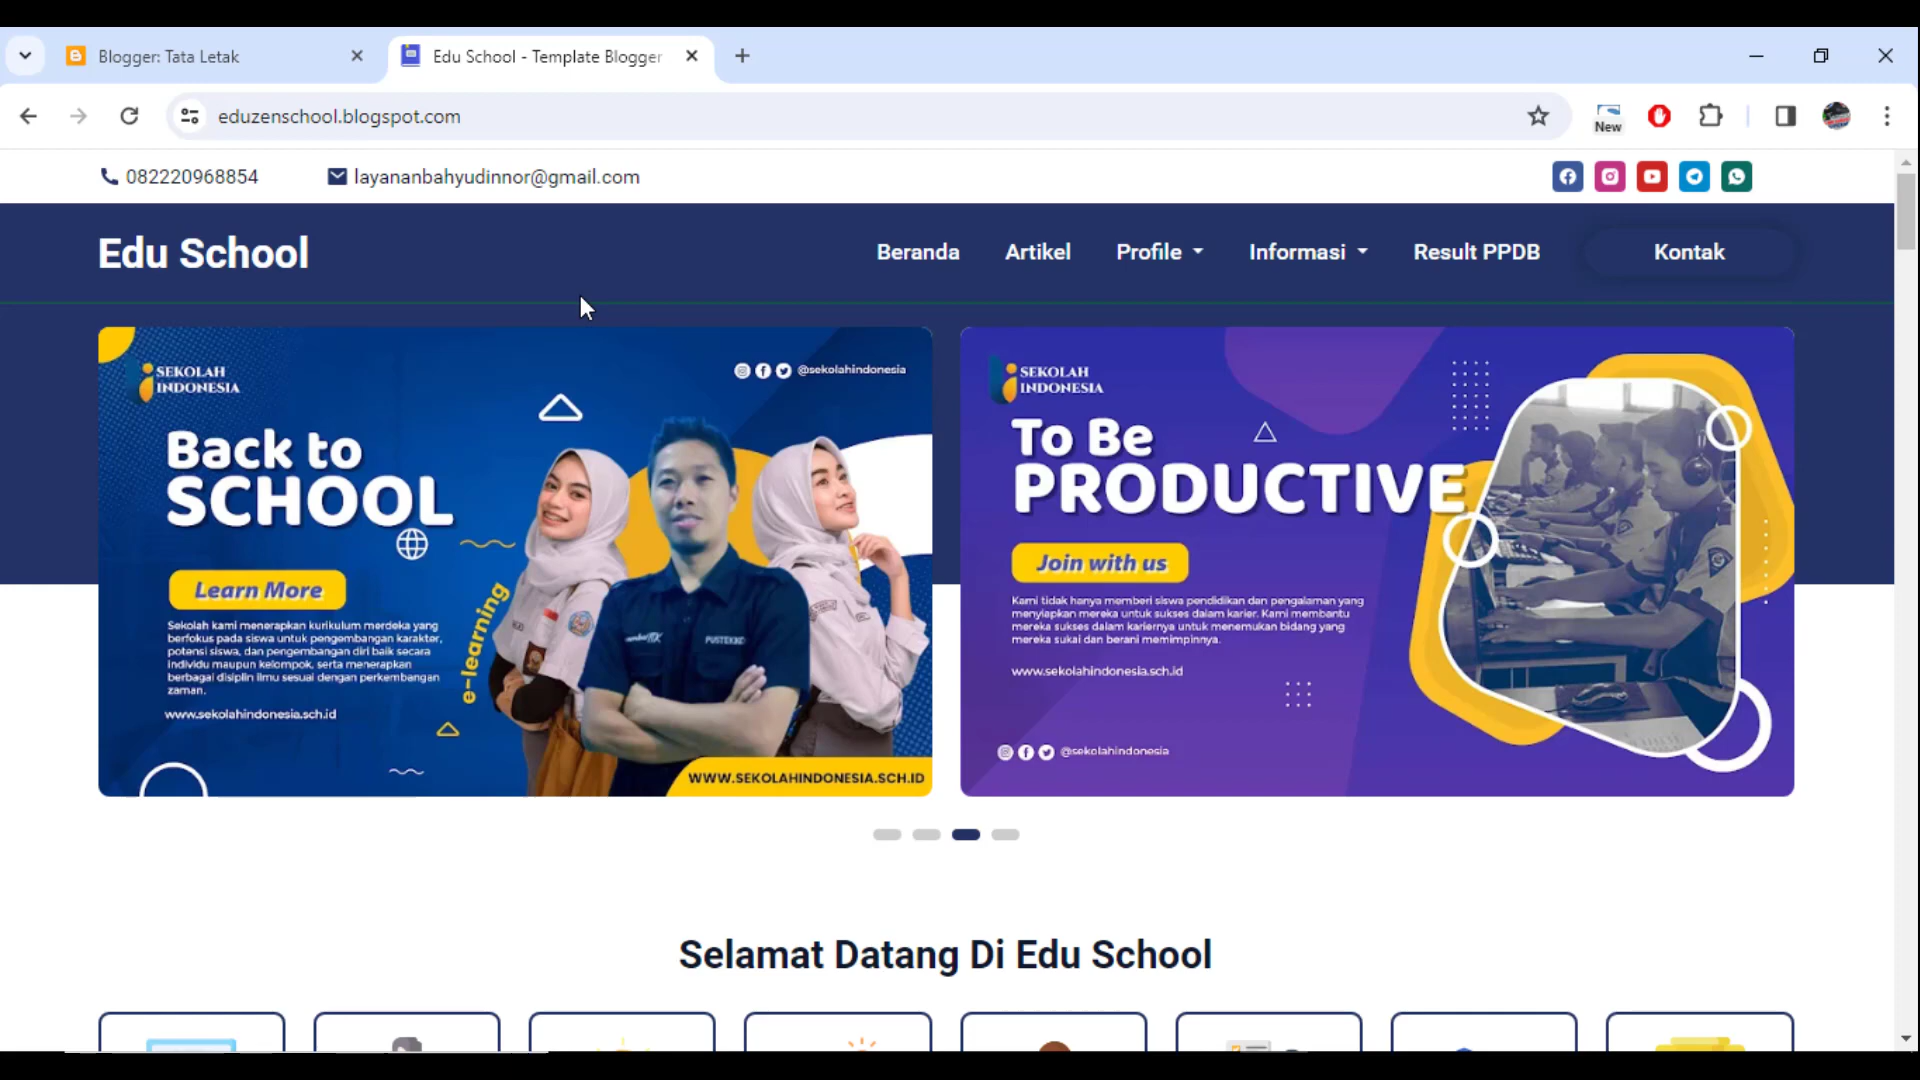 Blogger: Tata Letak
Edu School - Template Blogger
eduzenschool.blogspot.com
New
082220968854
layananbahyudinnor@gmail.com
Edu School
Beranda
Artikel
Profile
Informasi
Result PPDB
Kontak
SEKOLAH
INDONESIA
@sekolahindonesia
Back to
SCHOOL
Learn More
Sekolah kami menerapkan kurikulum merdeka yang
berfokus pada siswa untuk pengembangan karakter,
potensi siswa, dan pengembangan diri baik secara
individu maupun kelompok, serta menerapkan
berbagai disiplin ilmu sesuai dengan perkembangan
zaman.
www.sekolahindonesia.sch.id
e-learning
WWW.SEKOLAHINDONESIA.SCH.ID
SEKOLAH
INDONESIA
To Be
PRODUCTIVE
Join with us
Kami tidak hanya memberi siswa pendidikan dan pengalaman yang
menyiapkan mereka untuk sukses dalam karier. Kami membantu
mereka sukses dalam kariernya untuk menemukan bidang yang
mereka sukai dan berani memimpinnya.
www.sekolahindonesia.sch.id
@sekolahindonesia
Selamat Datang Di Edu School